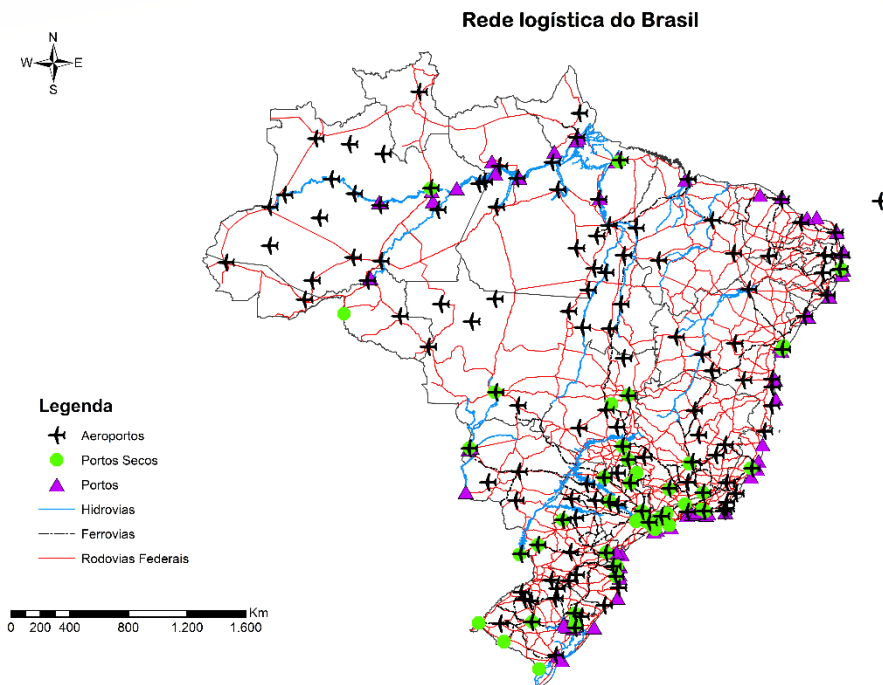 Rede logística do Brasil
N
W E
S
Legenda
Aeroportos
Portos Secos
Portos
Hidrovias
Ferrovias
Rodovias Federais
Km
0 200 400 800 1.200 1.600